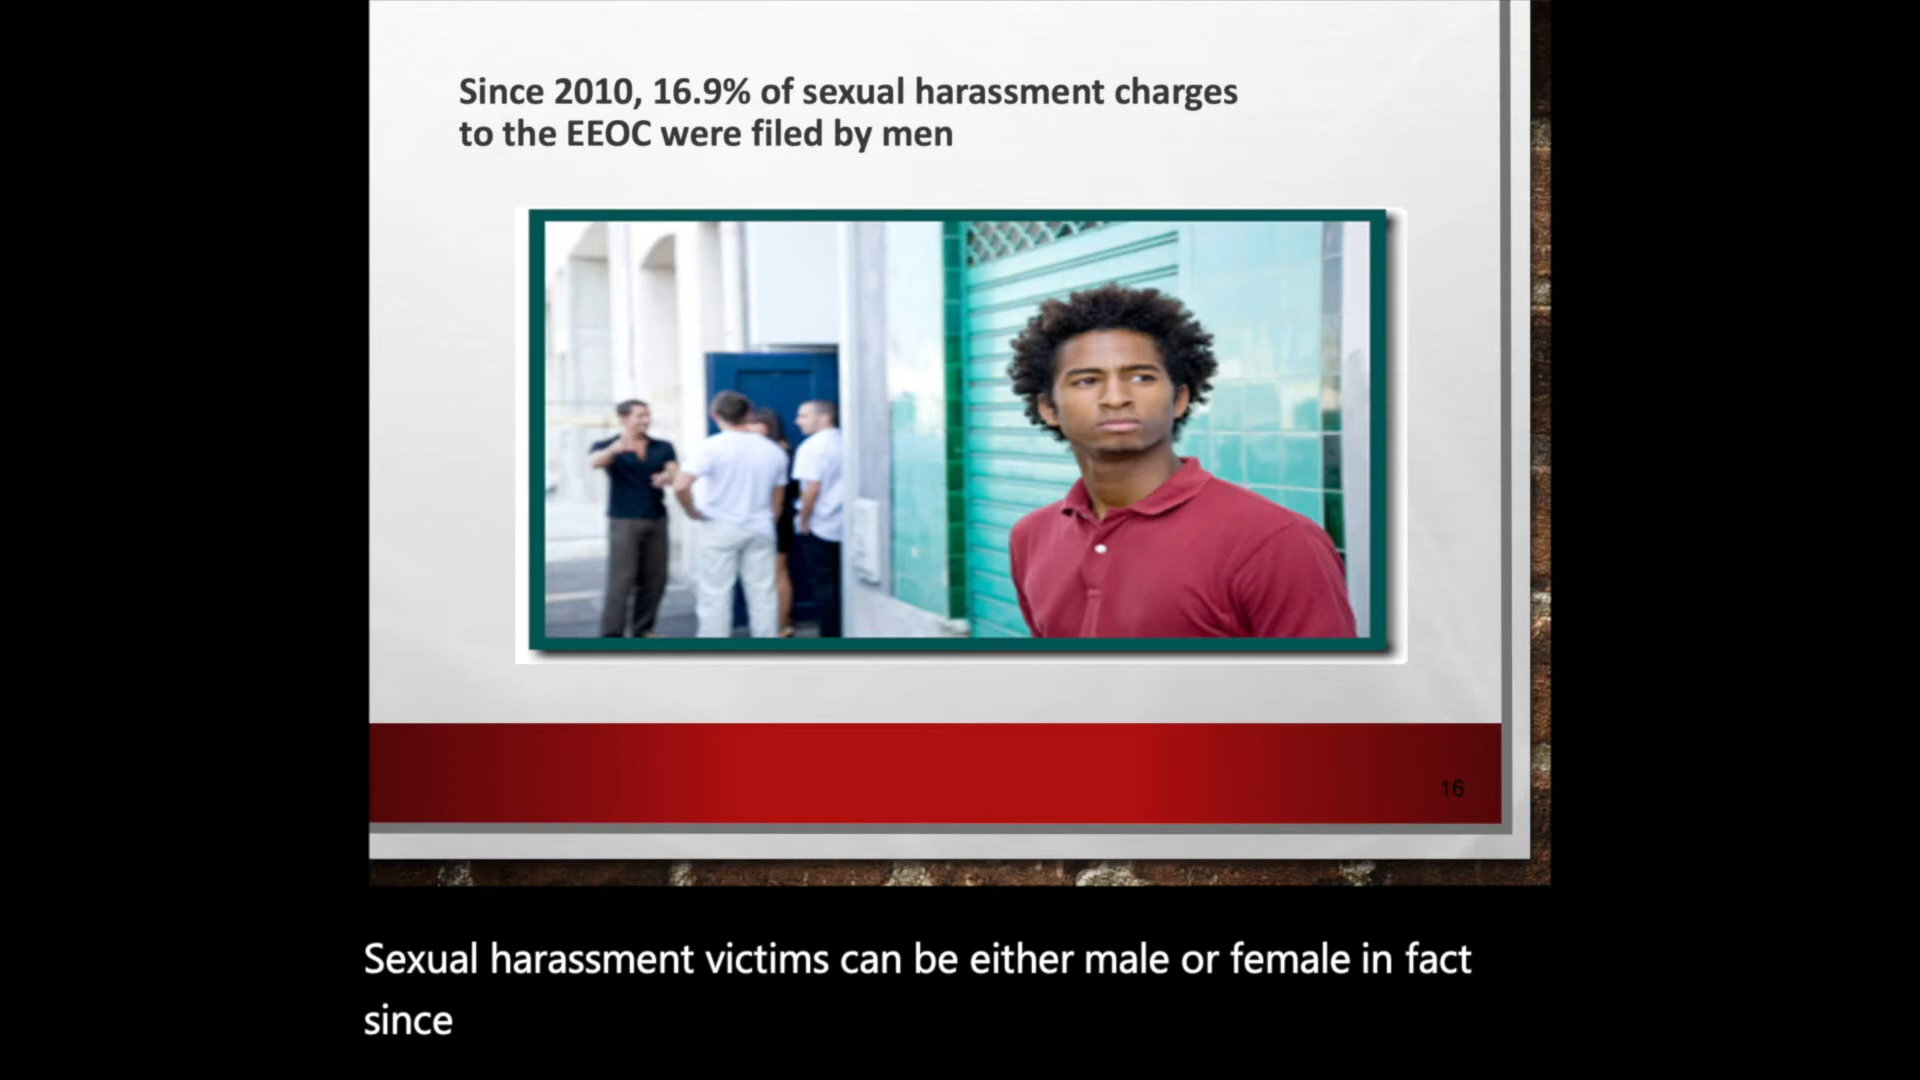 Since 2010, 16.9% of sexual harassment charges
to the EEOC were filed by men
16
Sexual harassment victims can be either male or female in fact
since